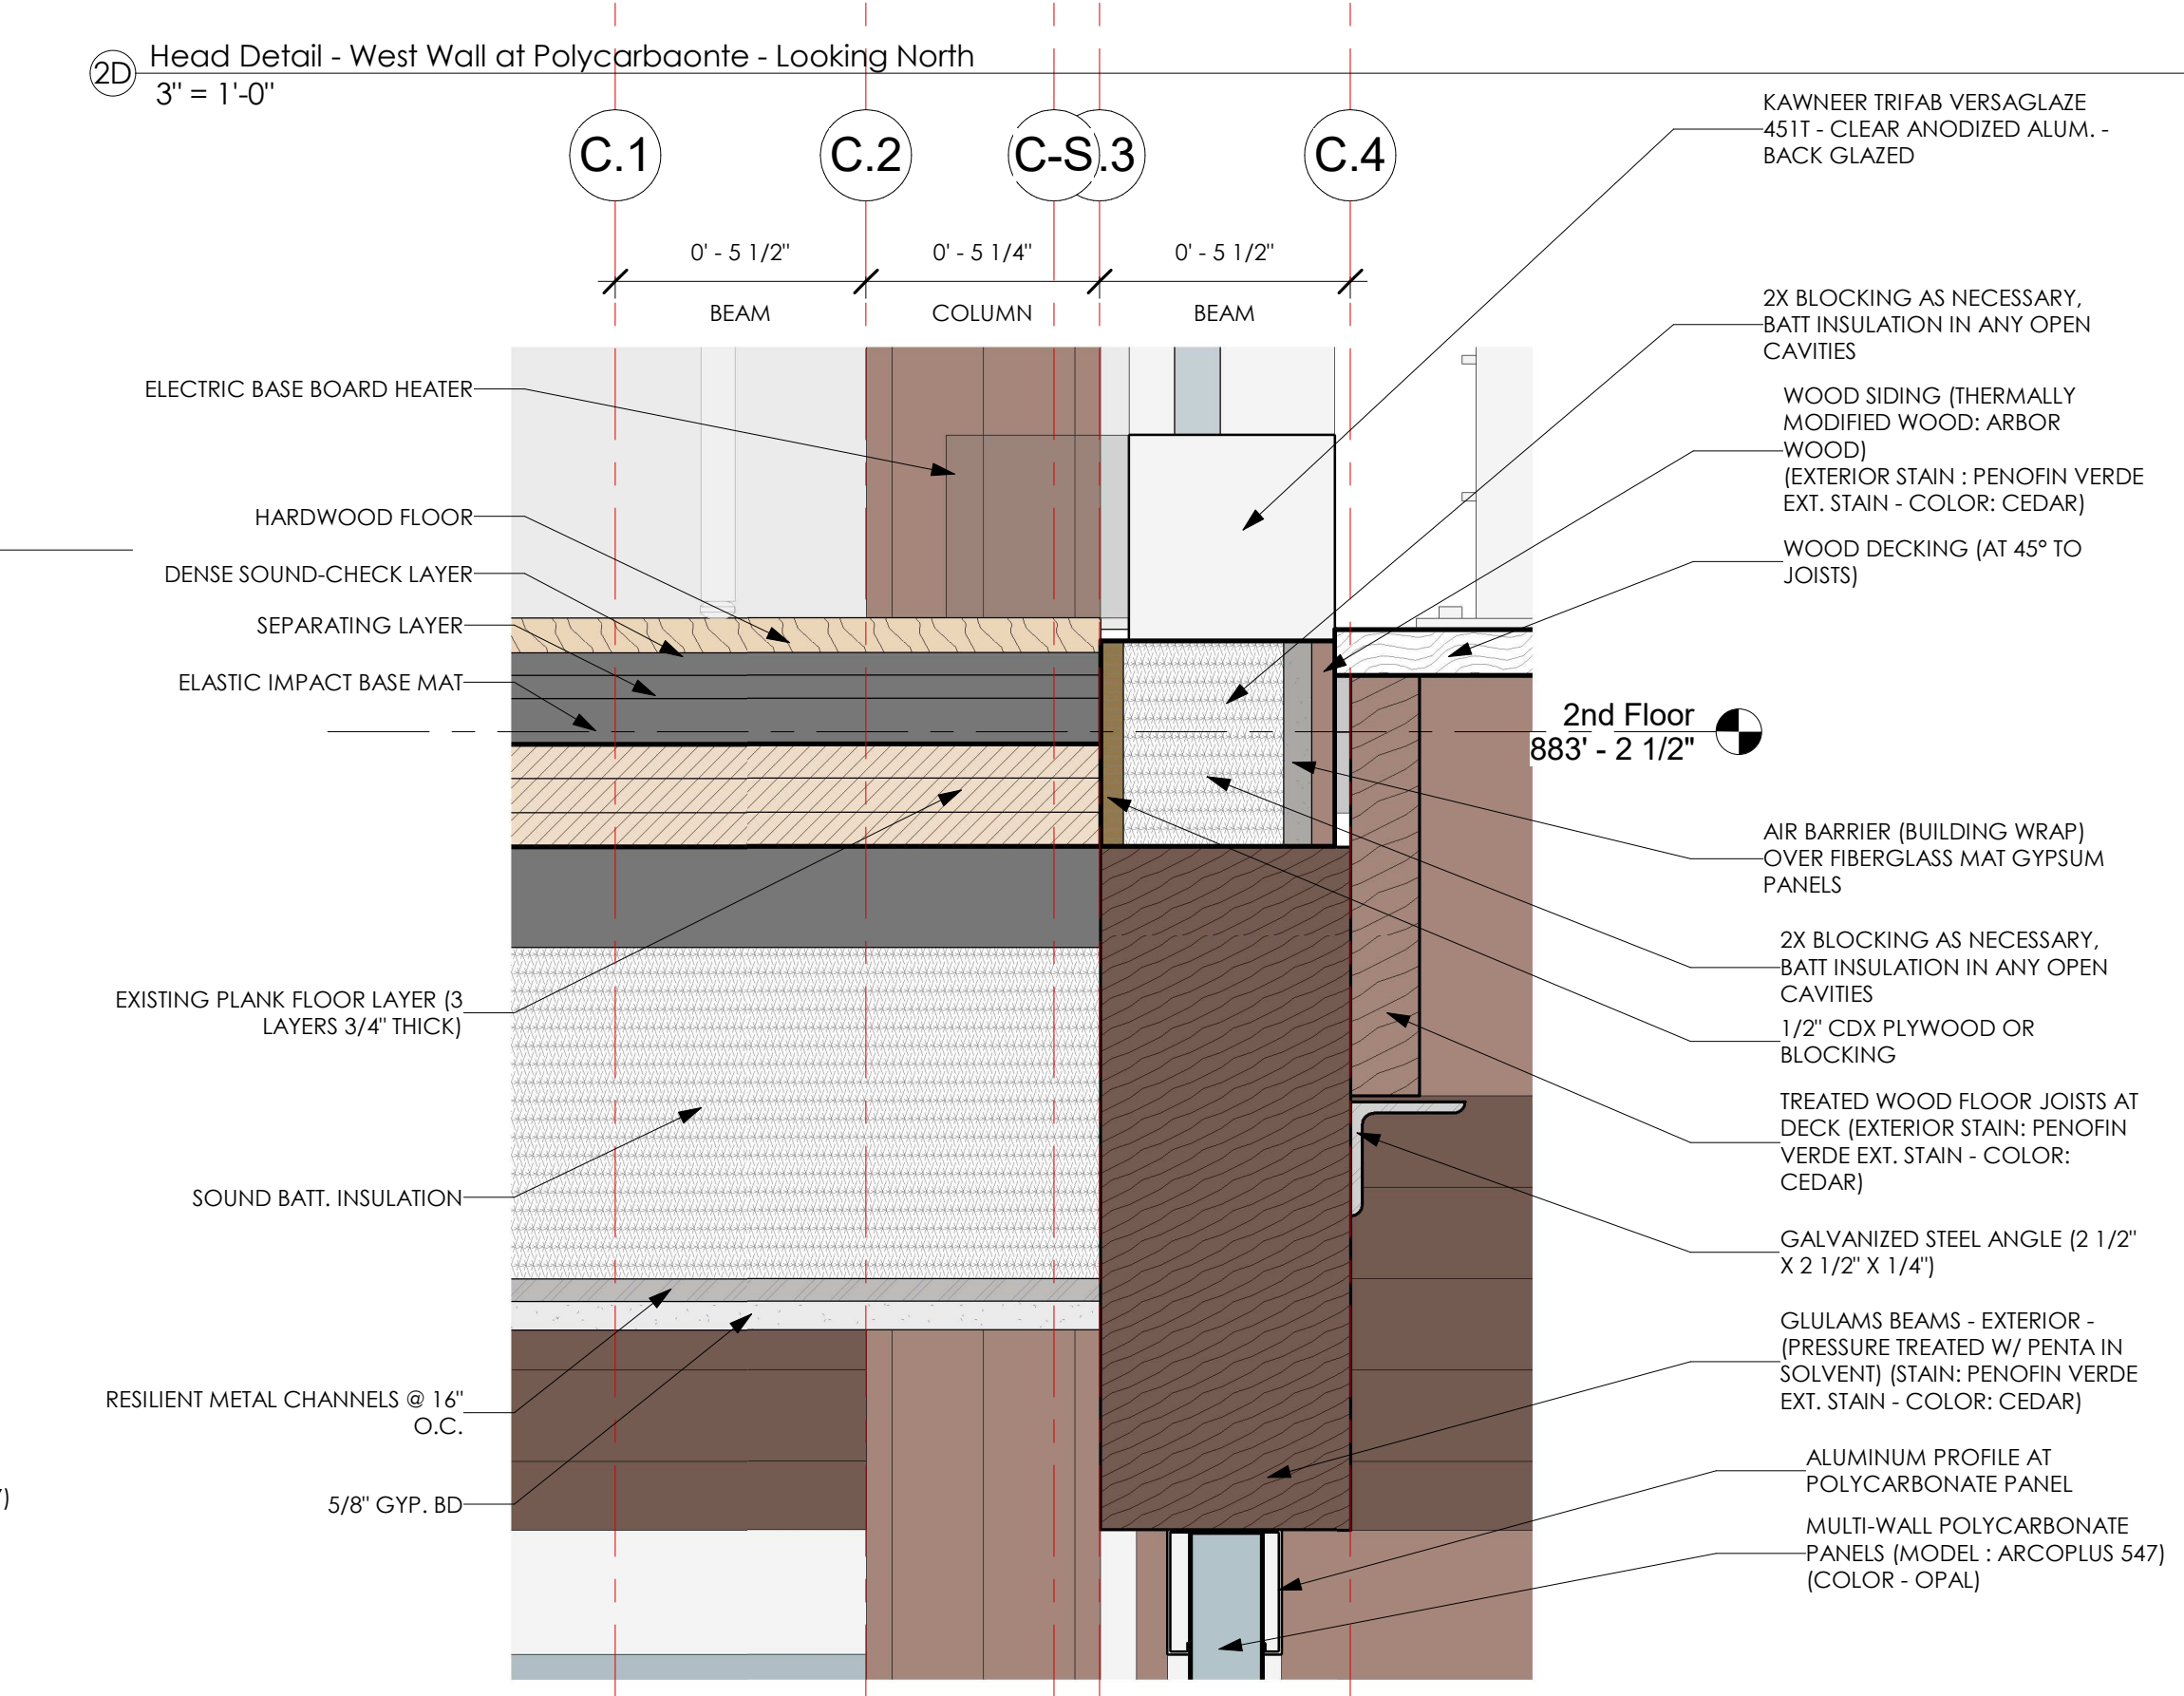 2D
Head Detail - West Wall at Polycarbaonte - Looking North
3" = 1'-0"
C.1
C.2
C-S
.3
C.4
0' - 5 1/2"
0' - 5 1/4"
0' - 5 1/2"
BEAM
COLUMN
BEAM
ELECTRIC BASE BOARD HEATER
HARDWOOD FLOOR
DENSE SOUND-CHECK LAYER
SEPARATING LAYER
ELASTIC IMPACT BASE MAT
EXISTING PLANK FLOOR LAYER (3
LAYERS 3/4" THICK)
SOUND BATT. INSULATION
RESILIENT METAL CHANNELS @ 16"
O.C.
5/8" GYP. BD
KAWNEER TRIFAB VERSAGLAZE
451T - CLEAR ANODIZED ALUM. -
BACK GLAZED
2X BLOCKING AS NECESSARY,
BATT INSULATION IN ANY OPEN
CAVITIES
WOOD SIDING (THERMALLY
MODIFIED WOOD: ARBOR
WOOD)
(EXTERIOR STAIN : PENOFIN VERDE
EXT. STAIN - COLOR: CEDAR)
WOOD DECKING (AT 45° TO
JOISTS)
2nd Floor
883' - 2 1/2"
AIR BARRIER (BUILDING WRAP)
OVER FIBERGLASS MAT GYPSUM
PANELS
2X BLOCKING AS NECESSARY,
BATT INSULATION IN ANY OPEN
CAVITIES
1/2" CDX PLYWOOD OR
BLOCKING
TREATED WOOD FLOOR JOISTS AT
DECK (EXTERIOR STAIN: PENOFIN
VERDE EXT. STAIN - COLOR:
CEDAR)
GALVANIZED STEEL ANGLE (2 1/2"
X 2 1/2" X 1/4")
GLULAMS BEAMS - EXTERIOR -
(PRESSURE TREATED W/ PENTA IN
SOLVENT) (STAIN: PENOFIN VERDE
EXT. STAIN - COLOR: CEDAR)
ALUMINUM PROFILE AT
POLYCARBONATE PANEL
MULTI-WALL POLYCARBONATE
PANELS (MODEL : ARCOPLUS 547)
(COLOR - OPAL)